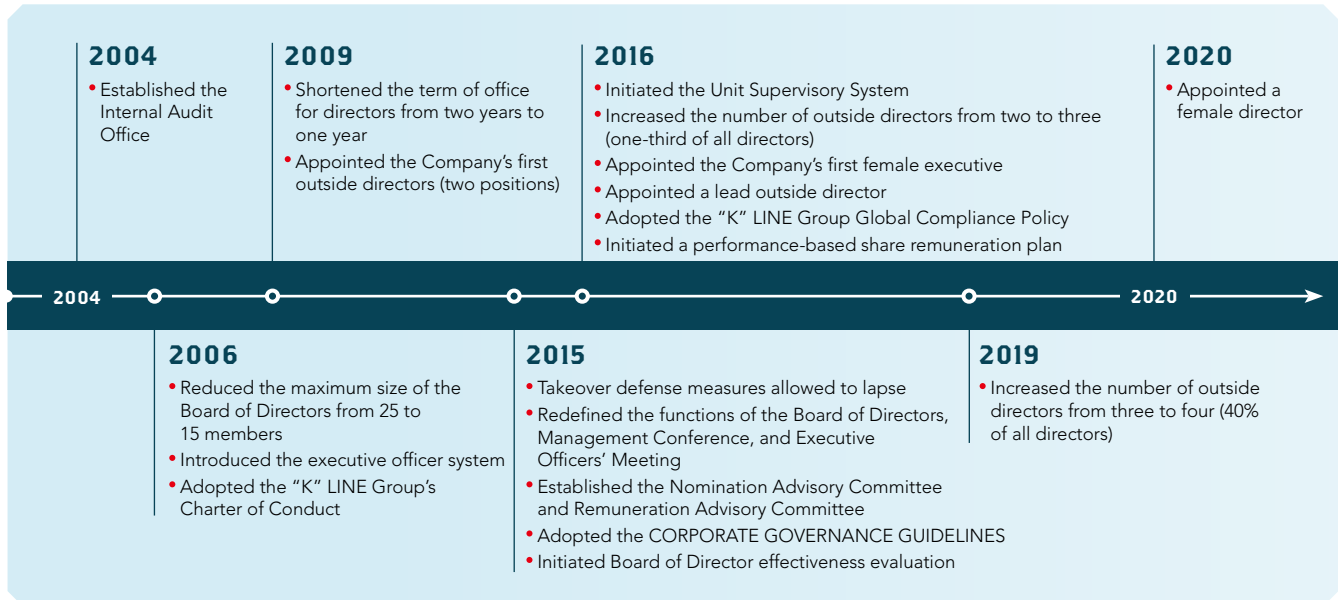 2004
• Established the
Internal Audit
Office
2009
• Shortened the term of office
for directors from two years to
one year
• Appointed the Company’s first
outside directors (two positions)
2016
• Initiated the Unit Supervisory System
• Increased the number of outside directors from two to three
(one-third of all directors)
• Appointed the Company’s first female executive
• Appointed a lead outside director
• Adopted the “K” LINE Group Global Compliance Policy
• Initiated a performance-based share remuneration plan
2020
• Appointed a
female director
2004
2020
2006
• Reduced the maximum size of the
Board of Directors from 25 to
15 members
• Introduced the executive officer system
• Adopted the “K” LINE Group’s
Charter of Conduct
2015
• Takeover defense measures allowed to lapse
• Redefined the functions of the Board of Directors,
Management Conference, and Executive
Officers’ Meeting
• Established the Nomination Advisory Committee
and Remuneration Advisory Committee
• Adopted the CORPORATE GOVERNANCE GUIDELINES
• Initiated Board of Director effectiveness evaluation
2019
• Increased the number of outside
directors from three to four (40%
of all directors)